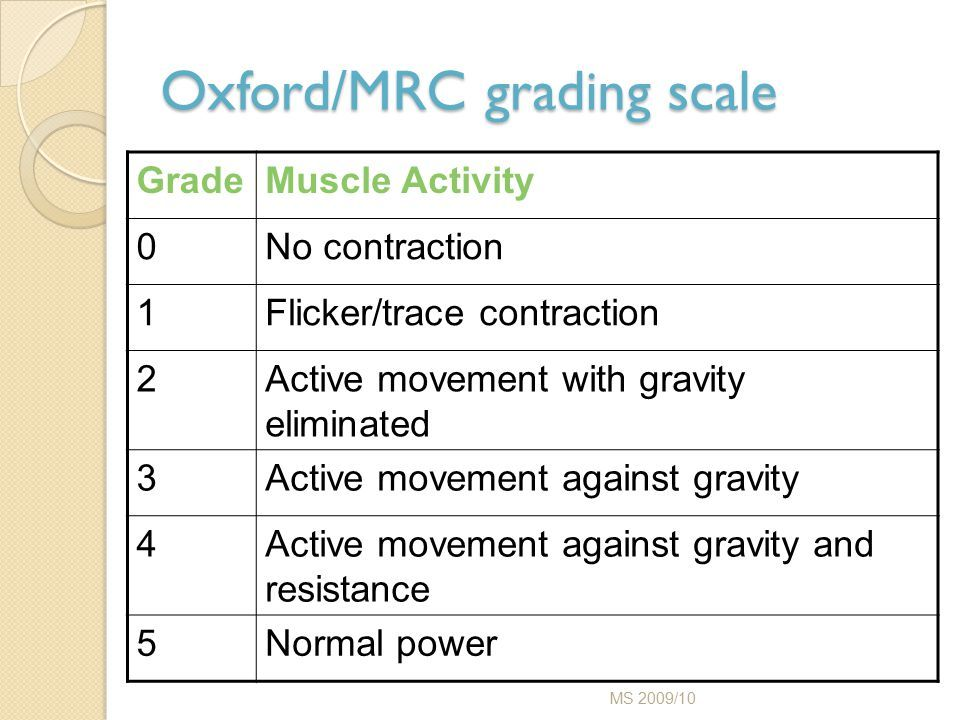 Oxford/MRC grading scale
Grade Muscle Activity
0 No contraction
1 Flicker/trace contraction
2 Active movement with gravity
eliminated
3 Active movement against gravity
4 Active movement against gravity and
resistance
5 Normal power
MS 2009/10